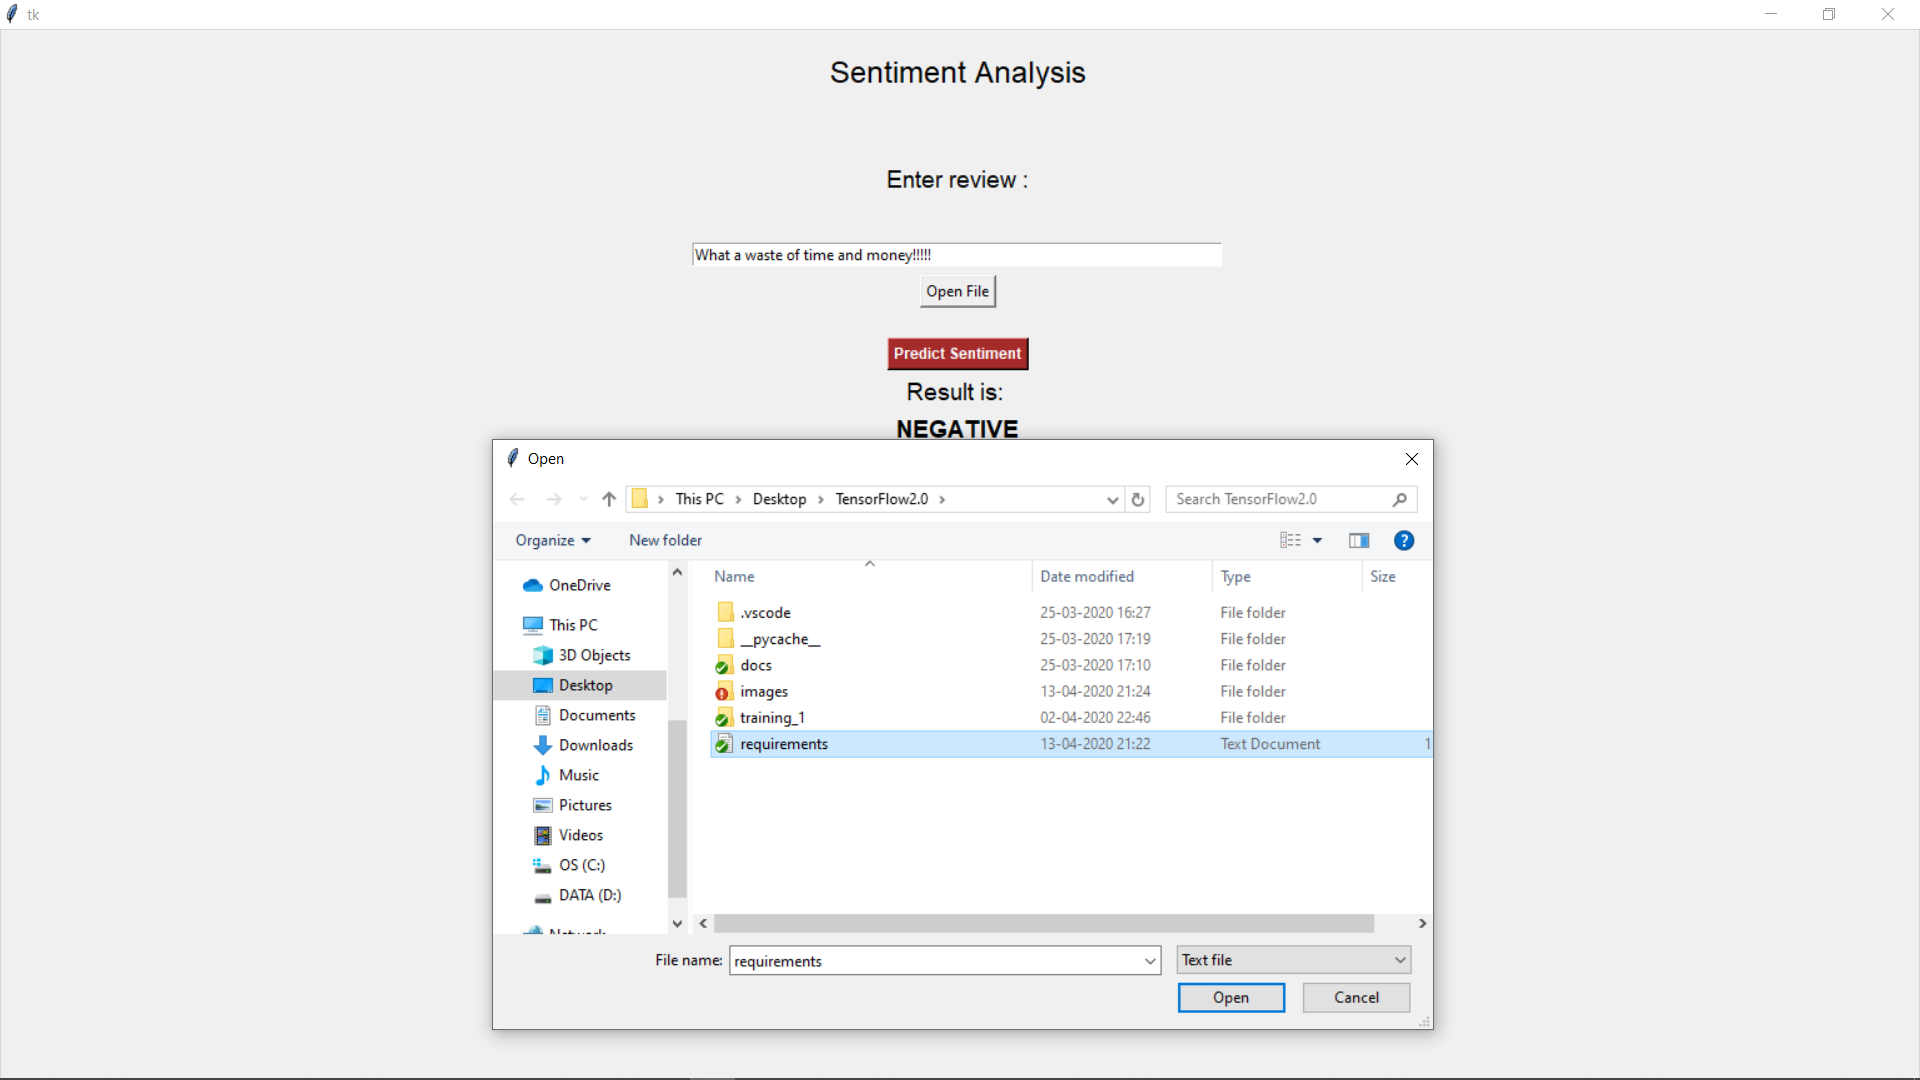 tk
Sentiment Analysis
Enter review :
What a waste of time and money!!!!!
Open File
Predict Sentiment
Result is:
NEGATIVE
Open
This PC > Desktop > TensorFlow2.0 >
Search TensorFlow2.0
Organize
New folder
OneDrive
This PC
3D Objects
Desktop
Documents
Downloads
Music
Pictures
Videos
OS (C:)
DATA (D:)
Network
Name Date modified Type Size
.vscode 25-03-2020 16:27 File folder
__pycache__ 25-03-2020 17:19 File folder
docs 25-03-2020 17:10 File folder
images 13-04-2020 21:24 File folder
training_1 02-04-2020 22:46 File folder
requirements 13-04-2020 21:22 Text Document 1
File name: requirements
Text file
Open
Cancel